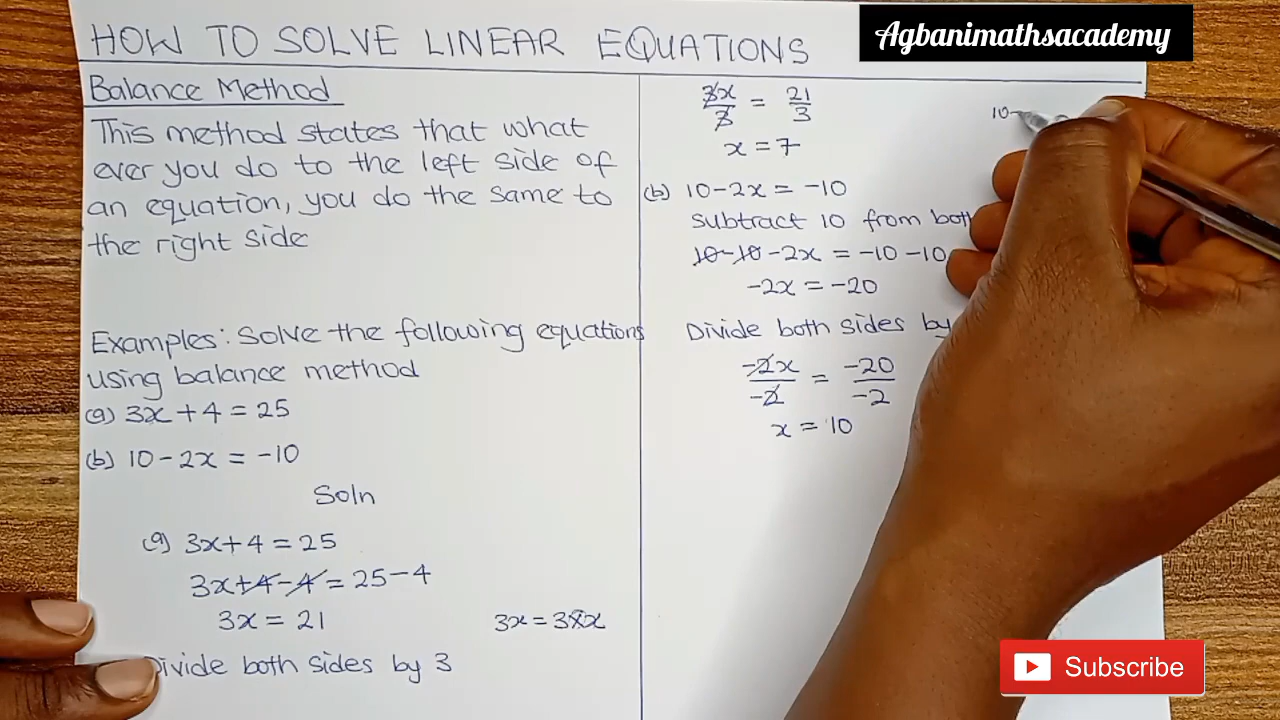 HOW TO SOLVE LINEAR EQUATIONS
Agbanimathsacademy
Balance Method
This method states that what
ever you do to the left side of
an equation, you do the same to
the right side
Examples: Solve the following equations
using balance method
(a) 3x + 4 = 25
(b) 10 - 2x = -10
Soln
(a) 3x + 4 = 25
3x + 4 - 4 = 25 - 4
3x = 21
3x = 3 × x
Divide both sides by 3
3x/3 = 21/3
x = 7
(b) 10 - 2x = -10
Subtract 10 from
10 - 10 - 2x = -10 - 10
-2x = -20
Divide both sides by
-2x/-2 = -20/-2
x = 10
10-
Subscribe